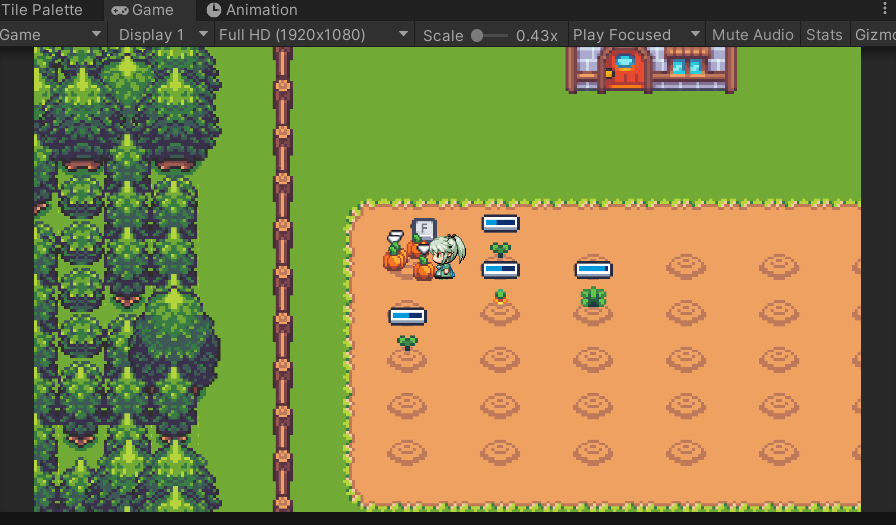 Tile Palette Game Animation
Game Display 1 Full HD (1920x1080) Scale 0.43x Play Focused Mute Audio Stats Gizmo
F